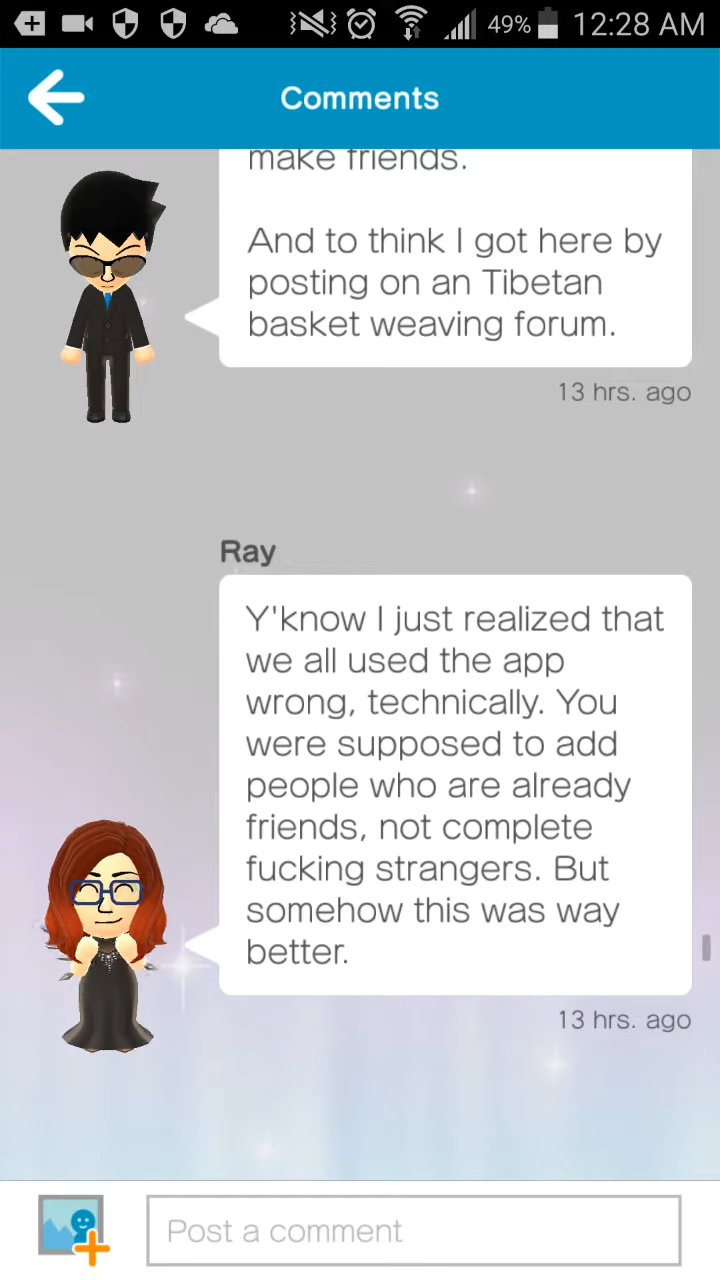 49% 12:28 AM
Comments
make friends.
And to think I got here by
posting on an Tibetan
basket weaving forum.
13 hrs. ago
Ray
Y'know I just realized that
we all used the app
wrong, technically. You
were supposed to add
people who are already
friends, not complete
fucking strangers. But
somehow this was way
better.
13 hrs. ago
Post a comment